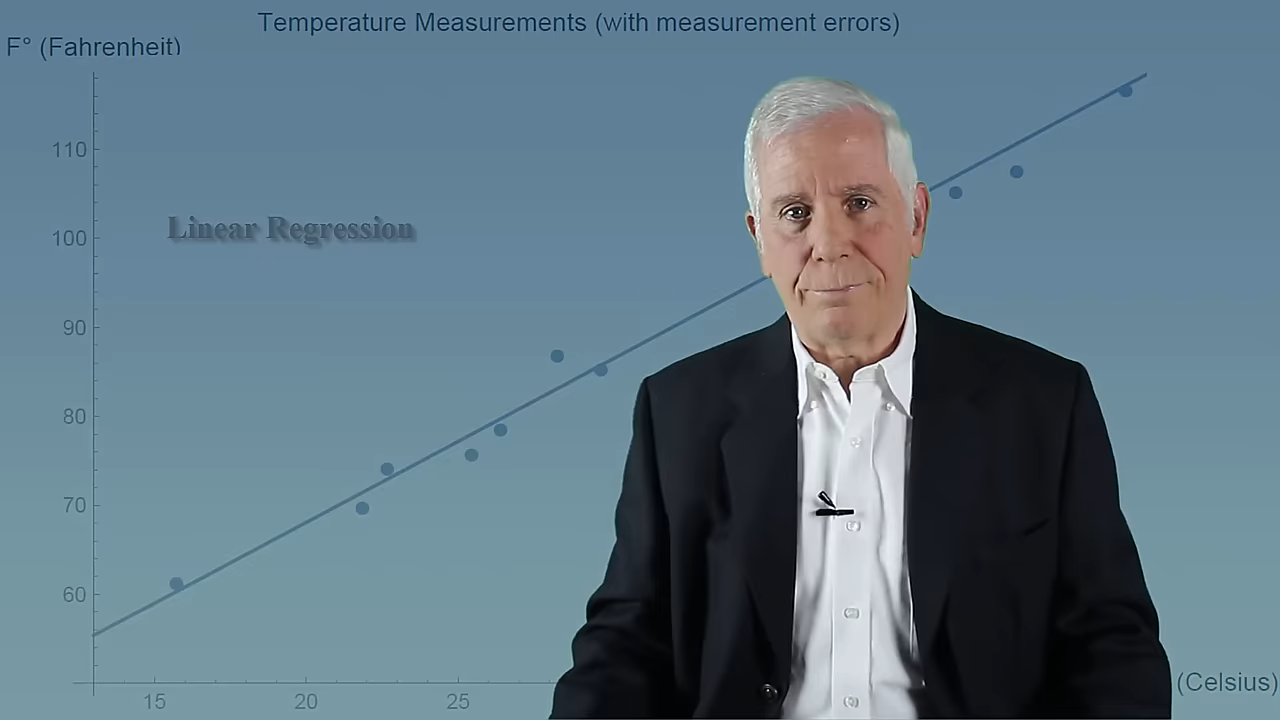 Temperature Measurements (with measurement errors)
F° (Fahrenheit)
110
Linear Regression
100
90
80
70
60
15
20
25
(Celsius)